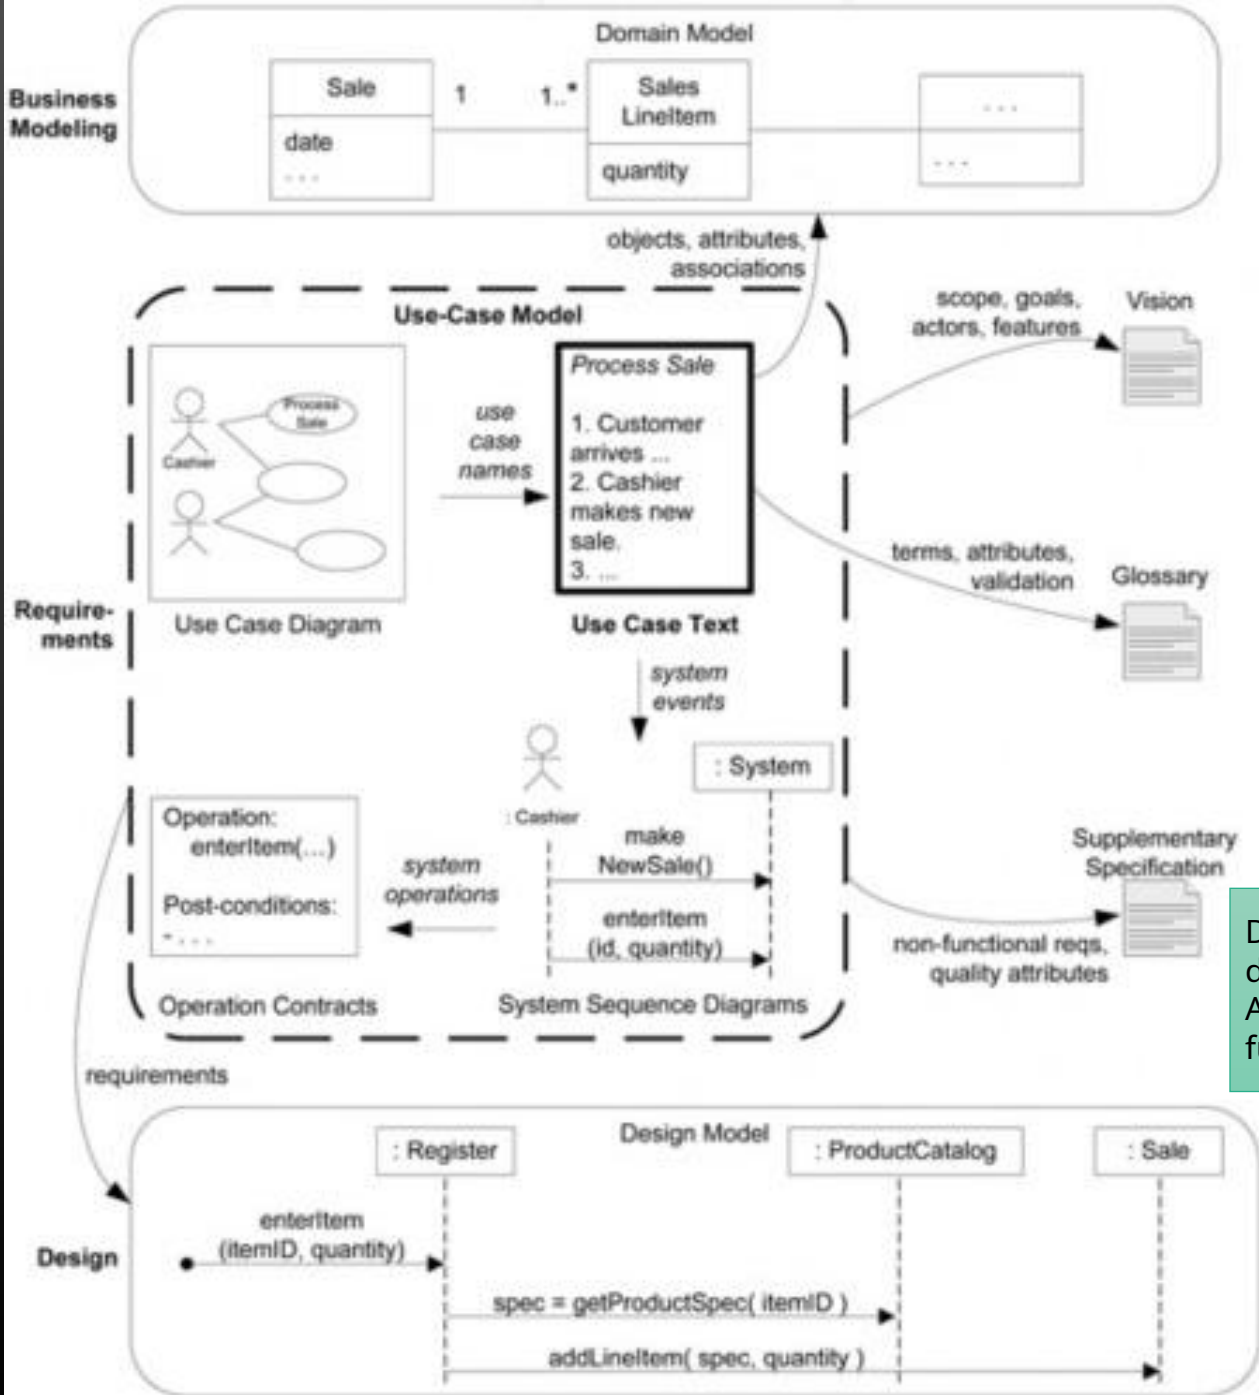 Domain Model
Business
Modeling
Sale
date
. . .
1
1..*
Sales
LineItem
quantity
. . .
. . .
objects, attributes,
associations
Use-Case Model
Cashier
Process
Sale
Use Case Diagram
use
case
names
Process Sale
1. Customer
arrives ...
2. Cashier
makes new
sale.
3. ...
Use Case Text
scope, goals,
actors, features
Vision
terms, attributes,
validation
Glossary
Require-
ments
system
events
: Cashier
: System
make
NewSale()
enterItem
(id, quantity)
System Sequence Diagrams
system
operations
Operation:
enterItem(...)
Post-conditions:
- . . .
Operation Contracts
Supplementary
Specification
non-functional reqs,
quality attributes
requirements
Design Model
Design
: Register
: ProductCatalog
: Sale
enterItem
(itemID, quantity)
spec = getProductSpec( itemID )
addLineItem( spec, quantity )